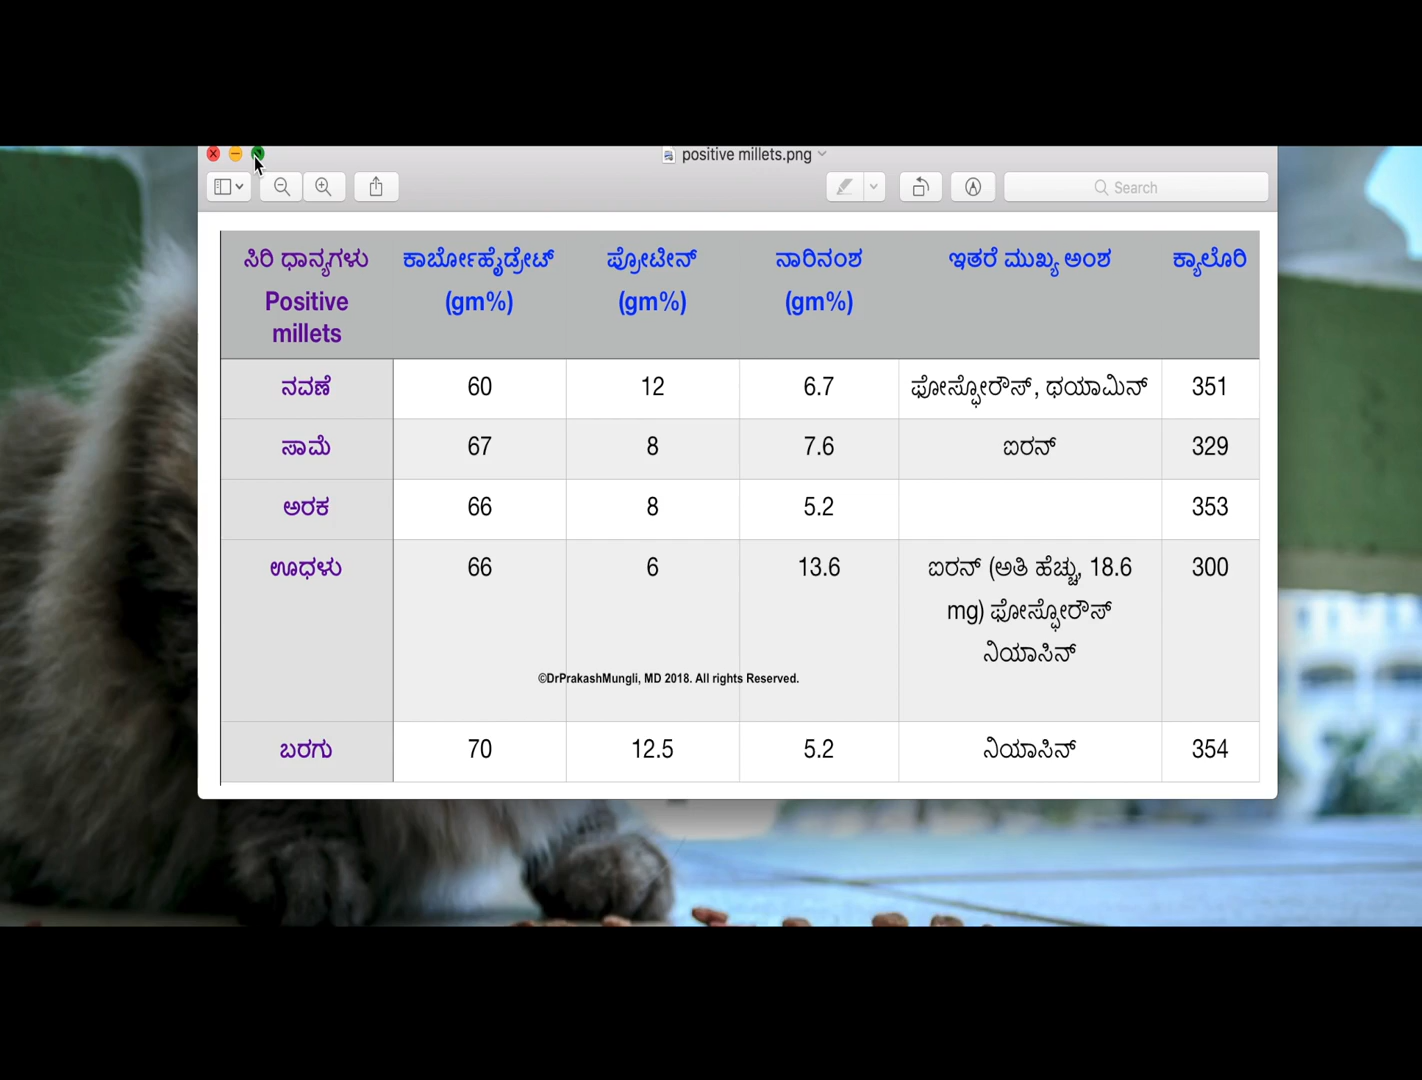 positive millets.png
Search
ಸಿರಿ ಧಾನ್ಯಗಳು ಕಾರ್ಬೋಹೈಡ್ರೇಟ್ ಪ್ರೋಟೀನ್ ನಾರಿನಂಶ ಇತರೆ ಮುಖ್ಯ ಅಂಶ ಕ್ಯಾಲೊರಿ
Positive (gm%) (gm%) (gm%)
millets
ನವಣೆ 60 12 6.7 ಫೋಸ್ಫೋರೌಸ್, ಥಯಾಮಿನ್ 351
ಸಾಮೆ 67 8 7.6 ಐರನ್ 329
ಅರಕ 66 8 5.2 353
ಊಧಳು 66 6 13.6 ಐರನ್ (ಅತಿ ಹೆಚ್ಚು, 18.6 300
mg) ಫೋಸ್ಫೋರೌಸ್
ನಿಯಾಸಿನ್
©DrPrakashMungli, MD 2018. All rights Reserved.
ಬರಗು 70 12.5 5.2 ನಿಯಾಸಿನ್ 354